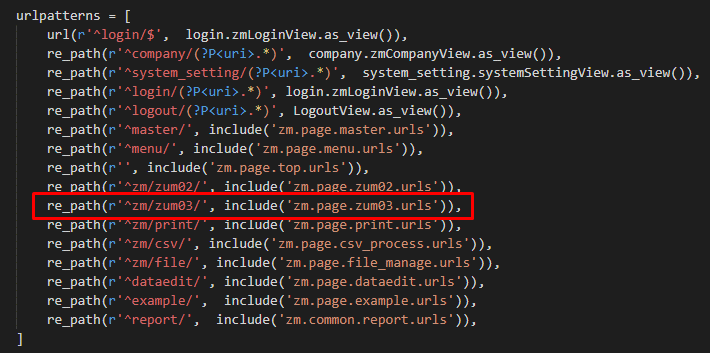 urlpatterns = [
    url(r'^login/$',  login.zmLoginView.as_view()),
    re_path(r'^company/(?P<uri>.*)',  company.zmCompanyView.as_view()),
    re_path(r'^system_setting/(?P<uri>.*)',  system_setting.systemSettingView.as_view()),
    re_path(r'^login/(?P<uri>.*)', login.zmLoginView.as_view()),
    re_path(r'^logout/(?P<uri>.*)', LogoutView.as_view()),
    re_path(r'^master/', include('zm.page.master.urls')),
    re_path(r'^menu/', include('zm.page.menu.urls')),
    re_path(r'', include('zm.page.top.urls')),
    re_path(r'^zm/zum02/', include('zm.page.zum02.urls')),
    re_path(r'^zm/zum03/', include('zm.page.zum03.urls')),
    re_path(r'^zm/print/', include('zm.page.print.urls')),
    re_path(r'^zm/csv/', include('zm.page.csv_process.urls')),
    re_path(r'^zm/file/', include('zm.page.file_manage.urls')),
    re_path(r'^dataedit/', include('zm.page.dataedit.urls')),
    re_path(r'^example/',  include('zm.page.example.urls')),
    re_path(r'^report/',  include('zm.common.report.urls')),
]